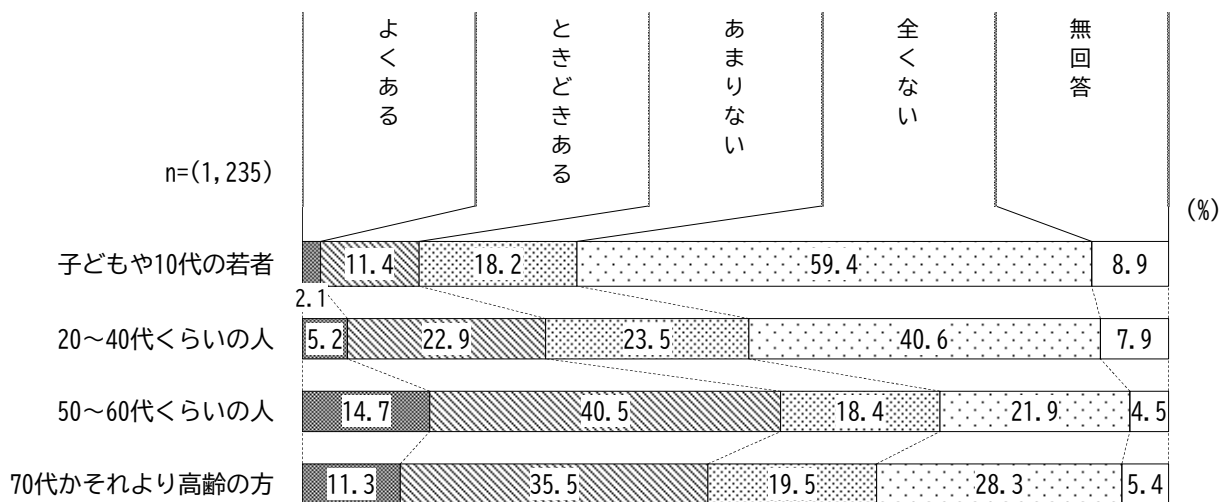 よくある
ときどきある
あまりない
全くない
無回答
n=(1,235)
(%)
子どもや10代の若者
2.1
11.4
18.2
59.4
8.9
20～40代くらいの人
5.2
22.9
23.5
40.6
7.9
50～60代くらいの人
14.7
40.5
18.4
21.9
4.5
70代かそれより高齢の方
11.3
35.5
19.5
28.3
5.4